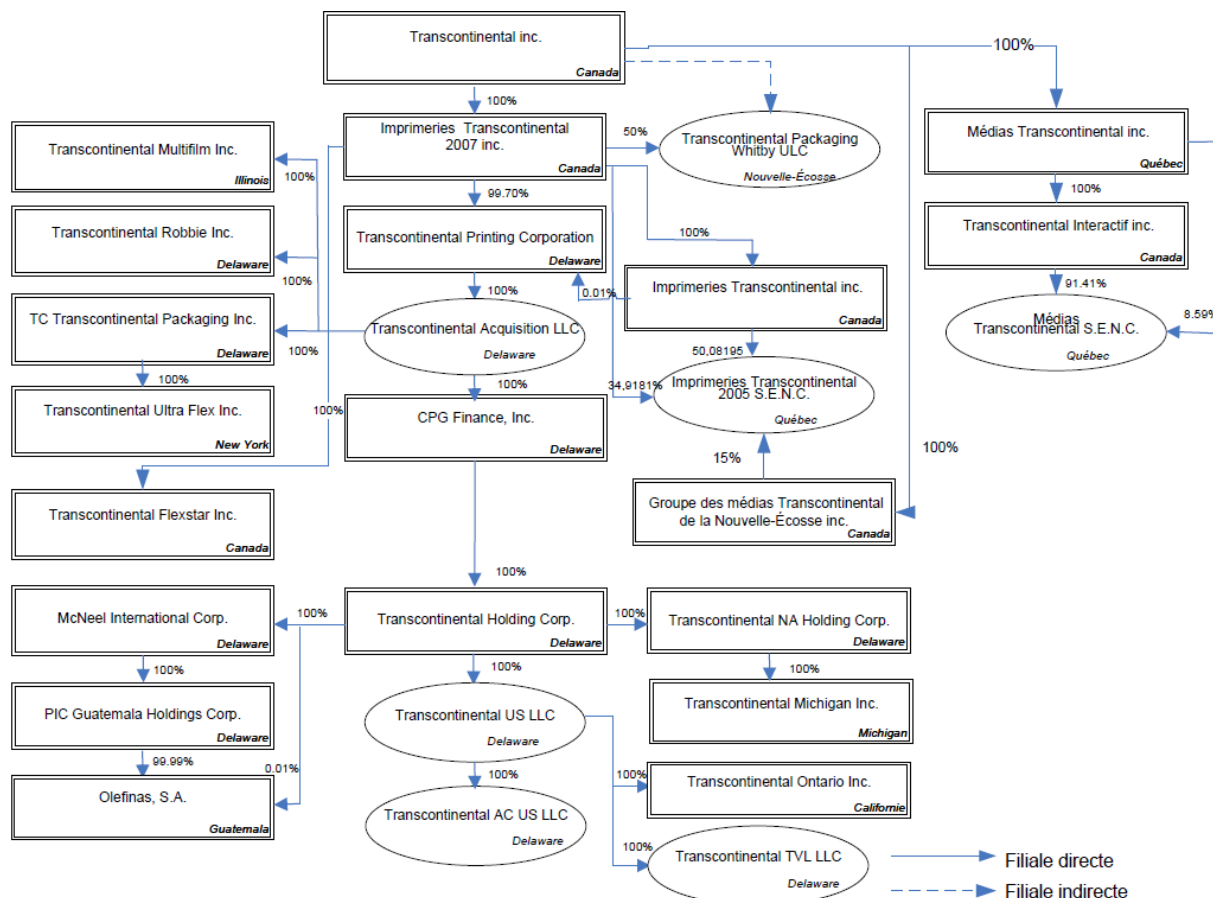 Transcontinental inc.
Canada
100%
100%
Imprimeries Transcontinental
2007 inc.
Canada
50%
Transcontinental Packaging
Whitby ULC
Nouvelle-Écosse
Médias Transcontinental inc.
Québec
Transcontinental Multifilm Inc.
Illinois
100%
99.70%
100%
100%
Transcontinental Robbie Inc.
Delaware
100%
Transcontinental Printing Corporation
Delaware
Transcontinental Interactif inc.
Canada
0.01%
Imprimeries Transcontinental inc.
Canada
100%
91.41%
TC Transcontinental Packaging Inc.
Delaware
100%
Transcontinental Acquisition LLC
Delaware
Médias
Transcontinental S.E.N.C.
Québec
8.59%
50,08195
100%
100%
34,9181%
Imprimeries Transcontinental
2005 S.E.N.C.
Québec
Transcontinental Ultra Flex Inc.
New York
100%
CPG Finance, Inc.
Delaware
15%
100%
Transcontinental Flexstar Inc.
Canada
Groupe des médias Transcontinental
de la Nouvelle-Écosse inc.
Canada
100%
McNeel International Corp.
Delaware
100%
Transcontinental Holding Corp.
Delaware
100%
Transcontinental NA Holding Corp.
Delaware
100%
100%
100%
PIC Guatemala Holdings Corp.
Delaware
Transcontinental US LLC
Delaware
Transcontinental Michigan Inc.
Michigan
99.99%
0.01%
100%
100%
Olefinas, S.A.
Guatemala
Transcontinental AC US LLC
Delaware
Transcontinental Ontario Inc.
Californie
100%
Transcontinental TVL LLC
Delaware
Filiale directe
Filiale indirecte